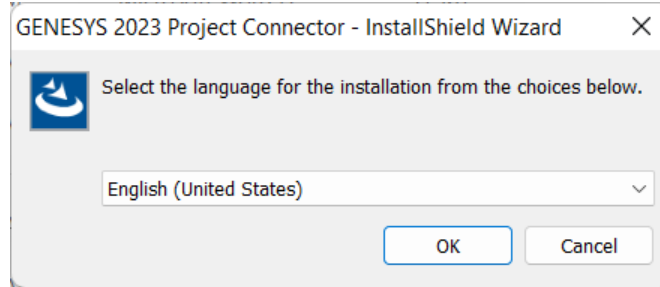 GENESYS 2023 Project Connector - InstallShield Wizard
Select the language for the installation from the choices below.
English (United States)
OK Cancel